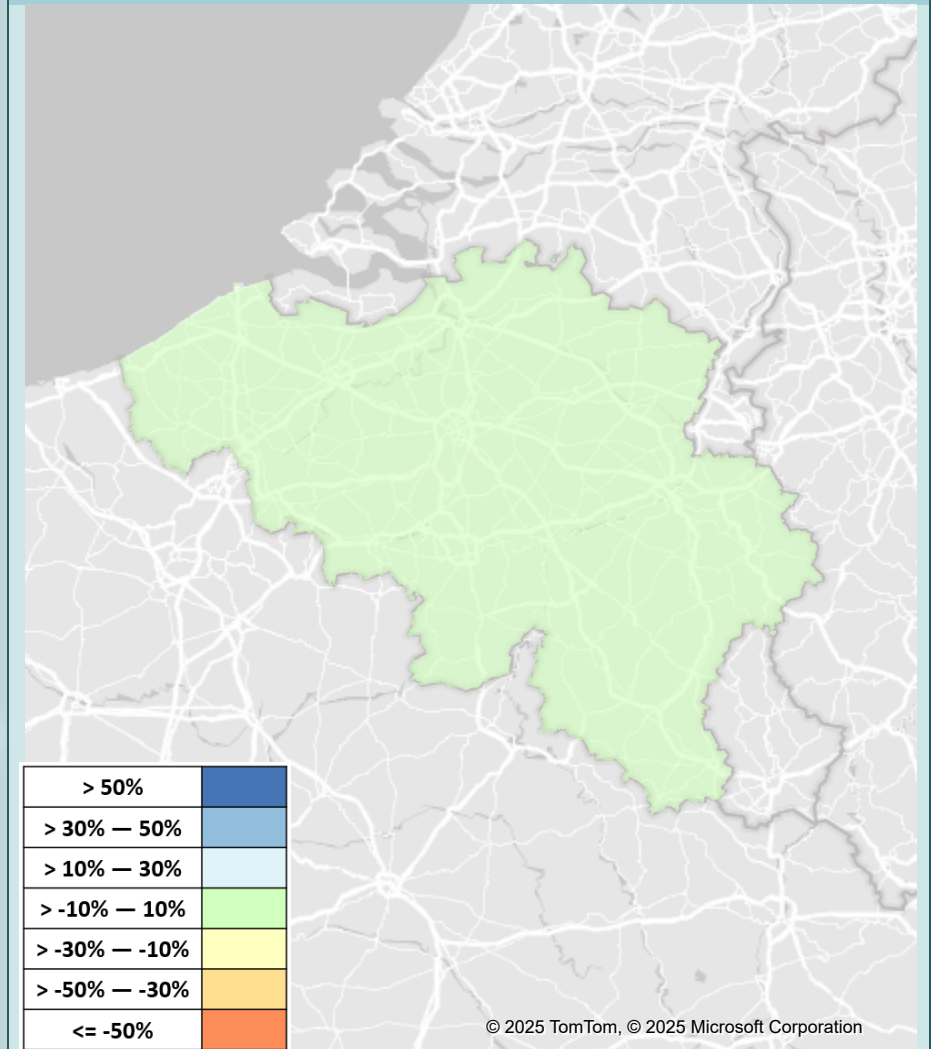 > 50%
> 30% — 50%
> 10% — 30%
> -10% — 10%
> -30% — -10%
> -50% — -30%
<= -50%
© 2025 TomTom, © 2025 Microsoft Corporation